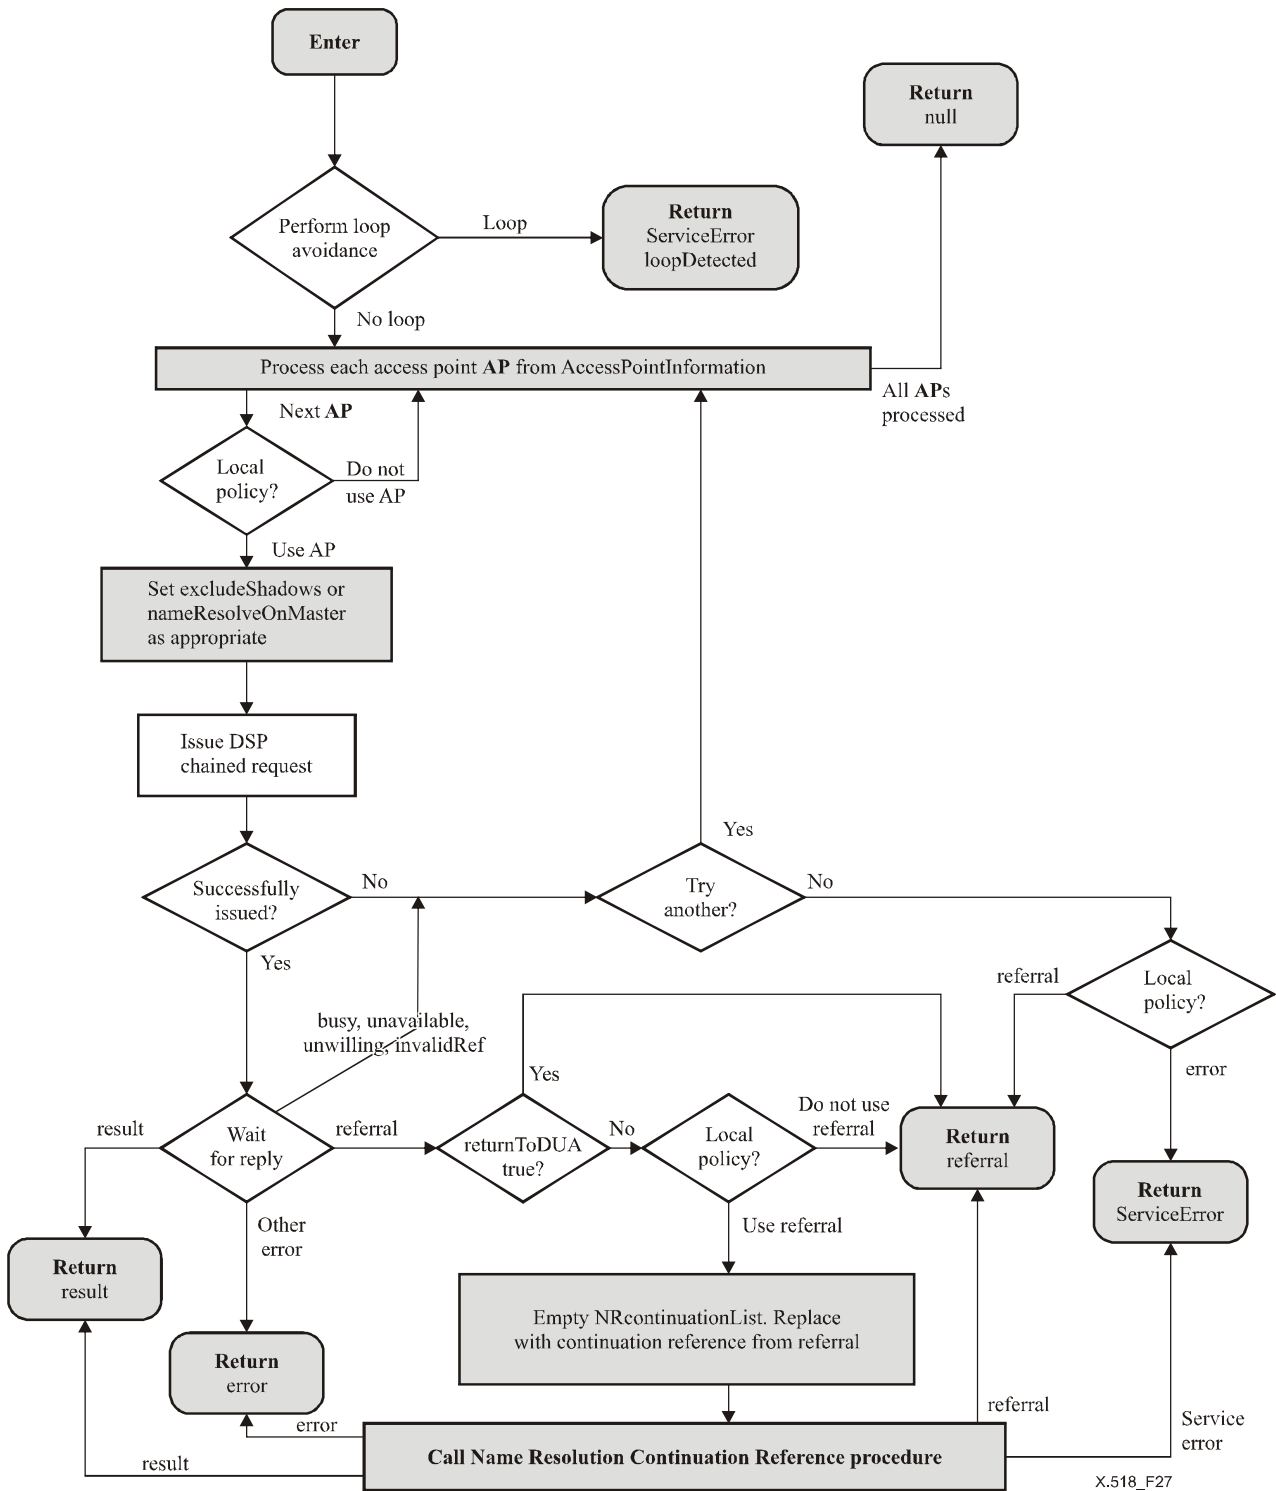 Enter
Return
null
Perform loop
avoidance
Loop
Return
ServiceError
loopDetected
No loop
Process each access point AP from AccessPointInformation
All APs
processed
Next AP
Local
policy?
Do not
use AP
Use AP
Set excludeShadows or
nameResolveOnMaster
as appropriate
Issue DSP
chained request
Yes
Successfully
issued?
No
Try
another?
No
Yes
referral
Local
policy?
busy, unavailable,
unwilling, invalidRef
Yes
error
result
Wait
for reply
referral
returnToDUA
true?
No
Local
policy?
Do not use
referral
Return
referral
Return
ServiceError
Other
error
Use referral
Return
result
Empty NRcontinuationList. Replace
with continuation reference from referral
Return
error
error
referral
Service
error
result
Call Name Resolution Continuation Reference procedure
X.518_F27